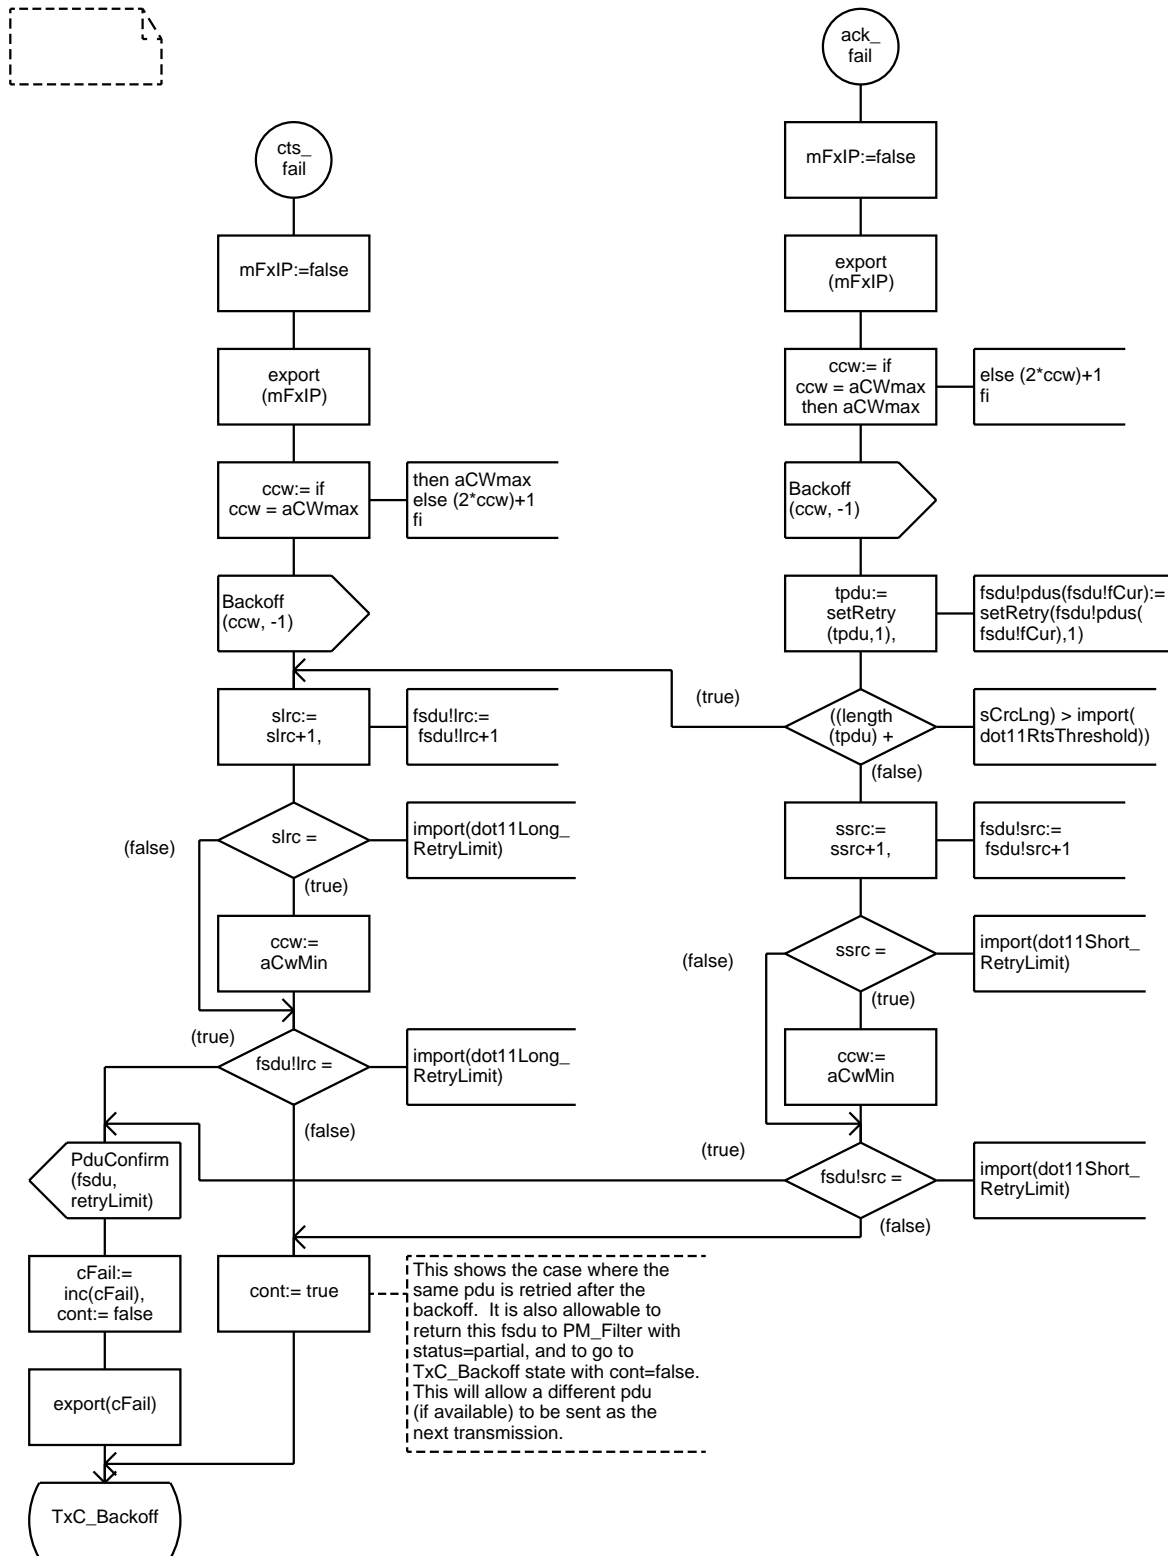 ack_
fail
mFxIP:=false
export
(mFxIP)
ccw:= if
ccw = aCWmax
then aCWmax
else (2*ccw)+1
fi
Backoff
(ccw, -1)
tpdu:=
setRetry
(tpdu,1),
fsdu!pdus(fsdu!fCur):=
setRetry(fsdu!pdus(
fsdu!fCur),1)
(true)
((length
(tpdu) +
sCrcLng) > import(
dot11RtsThreshold))
(false)
ssrc:=
ssrc+1,
fsdu!src:=
fsdu!src+1
(false)
ssrc =
import(dot11Short_
RetryLimit)
(true)
ccw:=
aCwMin
(true)
fsdu!src =
import(dot11Short_
RetryLimit)
(false)
cts_
fail
mFxIP:=false
export
(mFxIP)
ccw:= if
ccw = aCWmax
then aCWmax
else (2*ccw)+1
fi
Backoff
(ccw, -1)
slrc:=
slrc+1,
fsdu!lrc:=
fsdu!lrc+1
(false)
slrc =
import(dot11Long_
RetryLimit)
(true)
ccw:=
aCwMin
(true)
fsdu!lrc =
import(dot11Long_
RetryLimit)
(false)
PduConfirm
(fsdu,
retryLimit)
cFail:=
inc(cFail),
cont:= false
export(cFail)
cont:= true
This shows the case where the
same pdu is retried after the
backoff.  It is also allowable to
return this fsdu to PM_Filter with
status=partial, and to go to
TxC_Backoff state with cont=false.
This will allow a different pdu
(if available) to be sent as the
next transmission.
TxC_Backoff